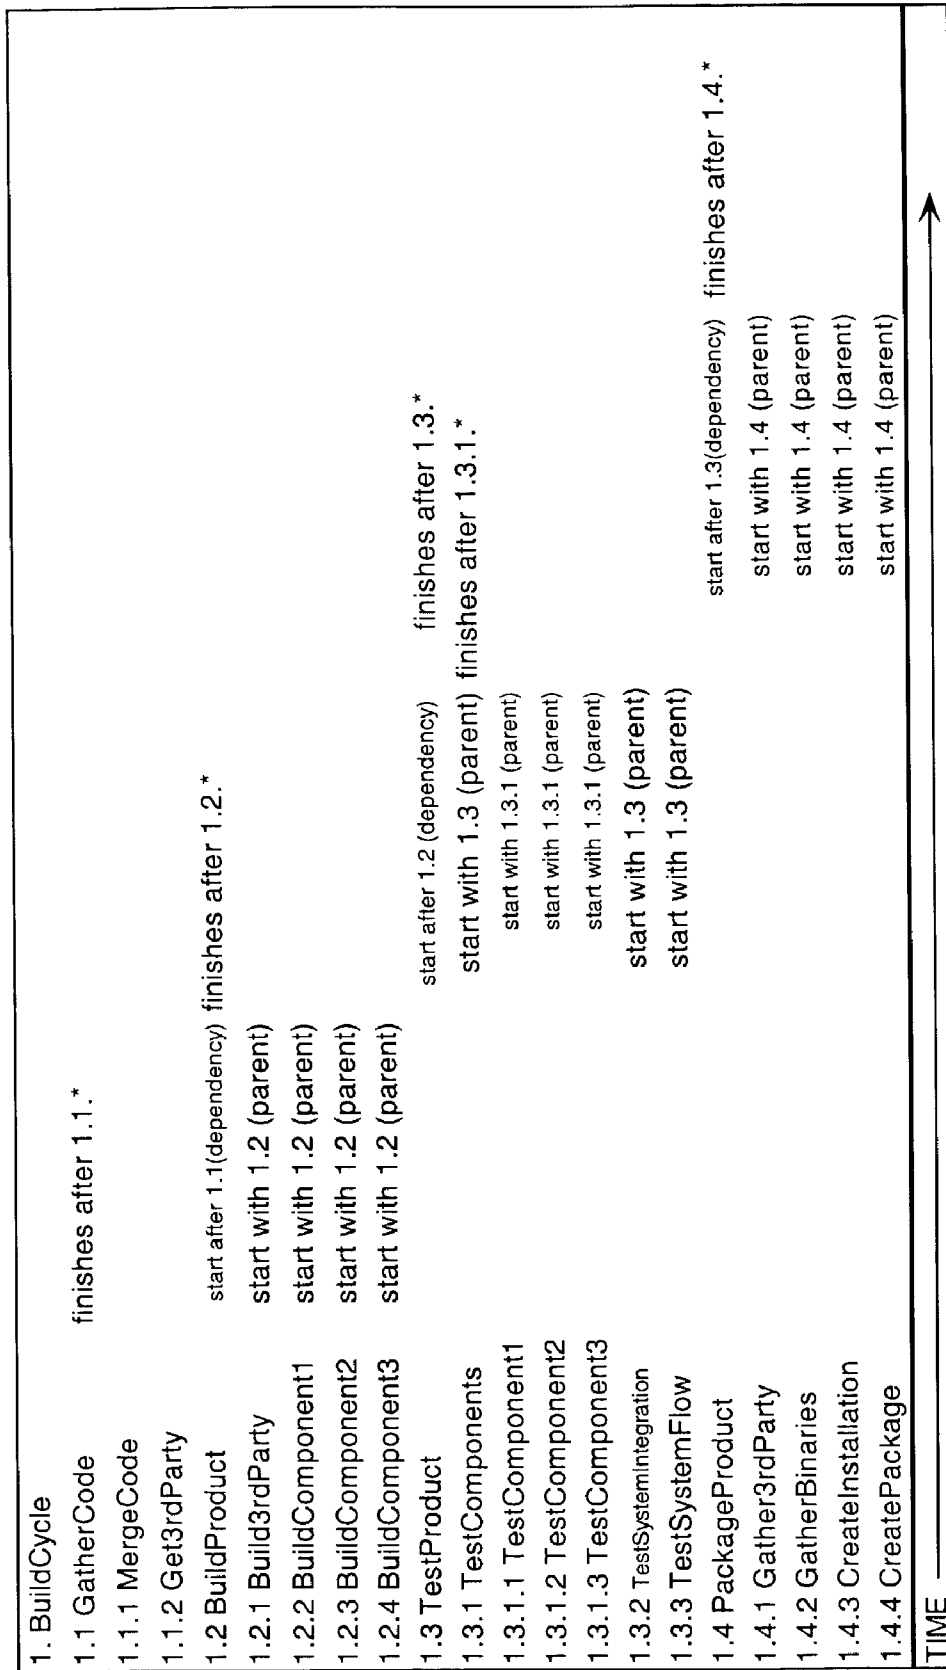 1. BuildCycle
1.1 GatherCode finishes after 1.1.*
1.1.1 MergeCode
1.1.2 Get3rdParty
1.2 BuildProduct start after 1.1(dependency) finishes after 1.2.*
1.2.1 Build3rdParty start with 1.2 (parent)
1.2.2 BuildComponent1 start with 1.2 (parent)
1.2.3 BuildComponent2 start with 1.2 (parent)
1.2.4 BuildComponent3 start with 1.2 (parent)
1.3 TestProduct start after 1.2 (dependency) finishes after 1.3.*
1.3.1 TestComponents start with 1.3 (parent) finishes after 1.3.1.*
1.3.1.1 TestComponent1 start with 1.3.1 (parent)
1.3.1.2 TestComponent2 start with 1.3.1 (parent)
1.3.1.3 TestComponent3 start with 1.3.1 (parent)
1.3.2 TestSystemIntegration start with 1.3 (parent)
1.3.3 TestSystemFlow start with 1.3 (parent)
1.4 PackageProduct start after 1.3(dependency) finishes after 1.4.*
1.4.1 Gather3rdParty start with 1.4 (parent)
1.4.2 GatherBinaries start with 1.4 (parent)
1.4.3 CreateInstallation start with 1.4 (parent)
1.4.4 CreatePackage start with 1.4 (parent)
TIME